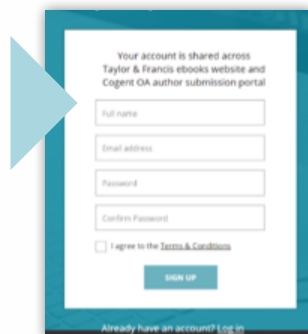 Your account is shared across
Taylor & Francis ebooks website and
Cogent OA author submission portal
Full name
Email address
Password
Confirm Password
I agree to the Terms & Conditions
SIGN UP
Already have an account? Log in